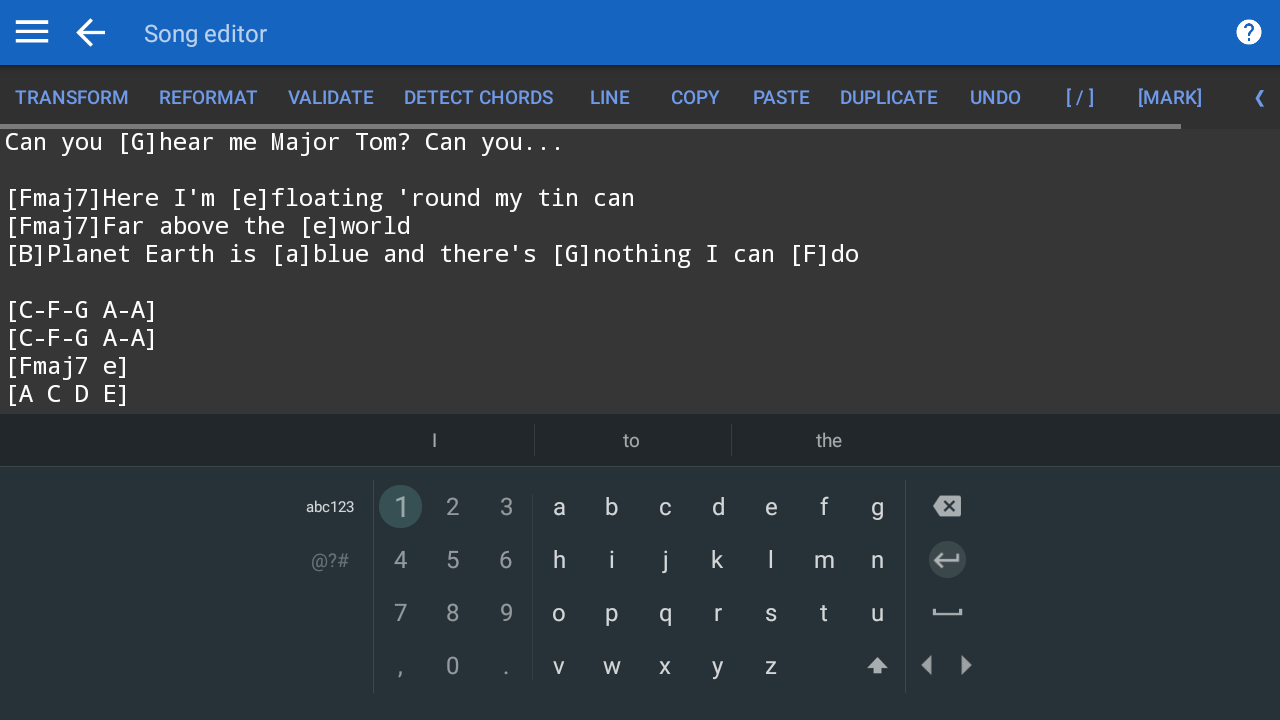 Song editor
TRANSFORM REFORMAT VALIDATE DETECT CHORDS LINE COPY PASTE DUPLICATE UNDO [ / ] [MARK]
Can you [G]hear me Major Tom? Can you...
[Fmaj7]Here I'm [e]floating 'round my tin can
[Fmaj7]Far above the [e]world
[B]Planet Earth is [a]blue and there's [G]nothing I can [F]do
[C-F-G A-A]
[C-F-G A-A]
[Fmaj7 e]
[A C D E]
I to the
abc123 1 2 3 a b c d e f g
@?# 4 5 6 h i j k l m n
7 8 9 o p q r s t u
, 0 . v w x y z